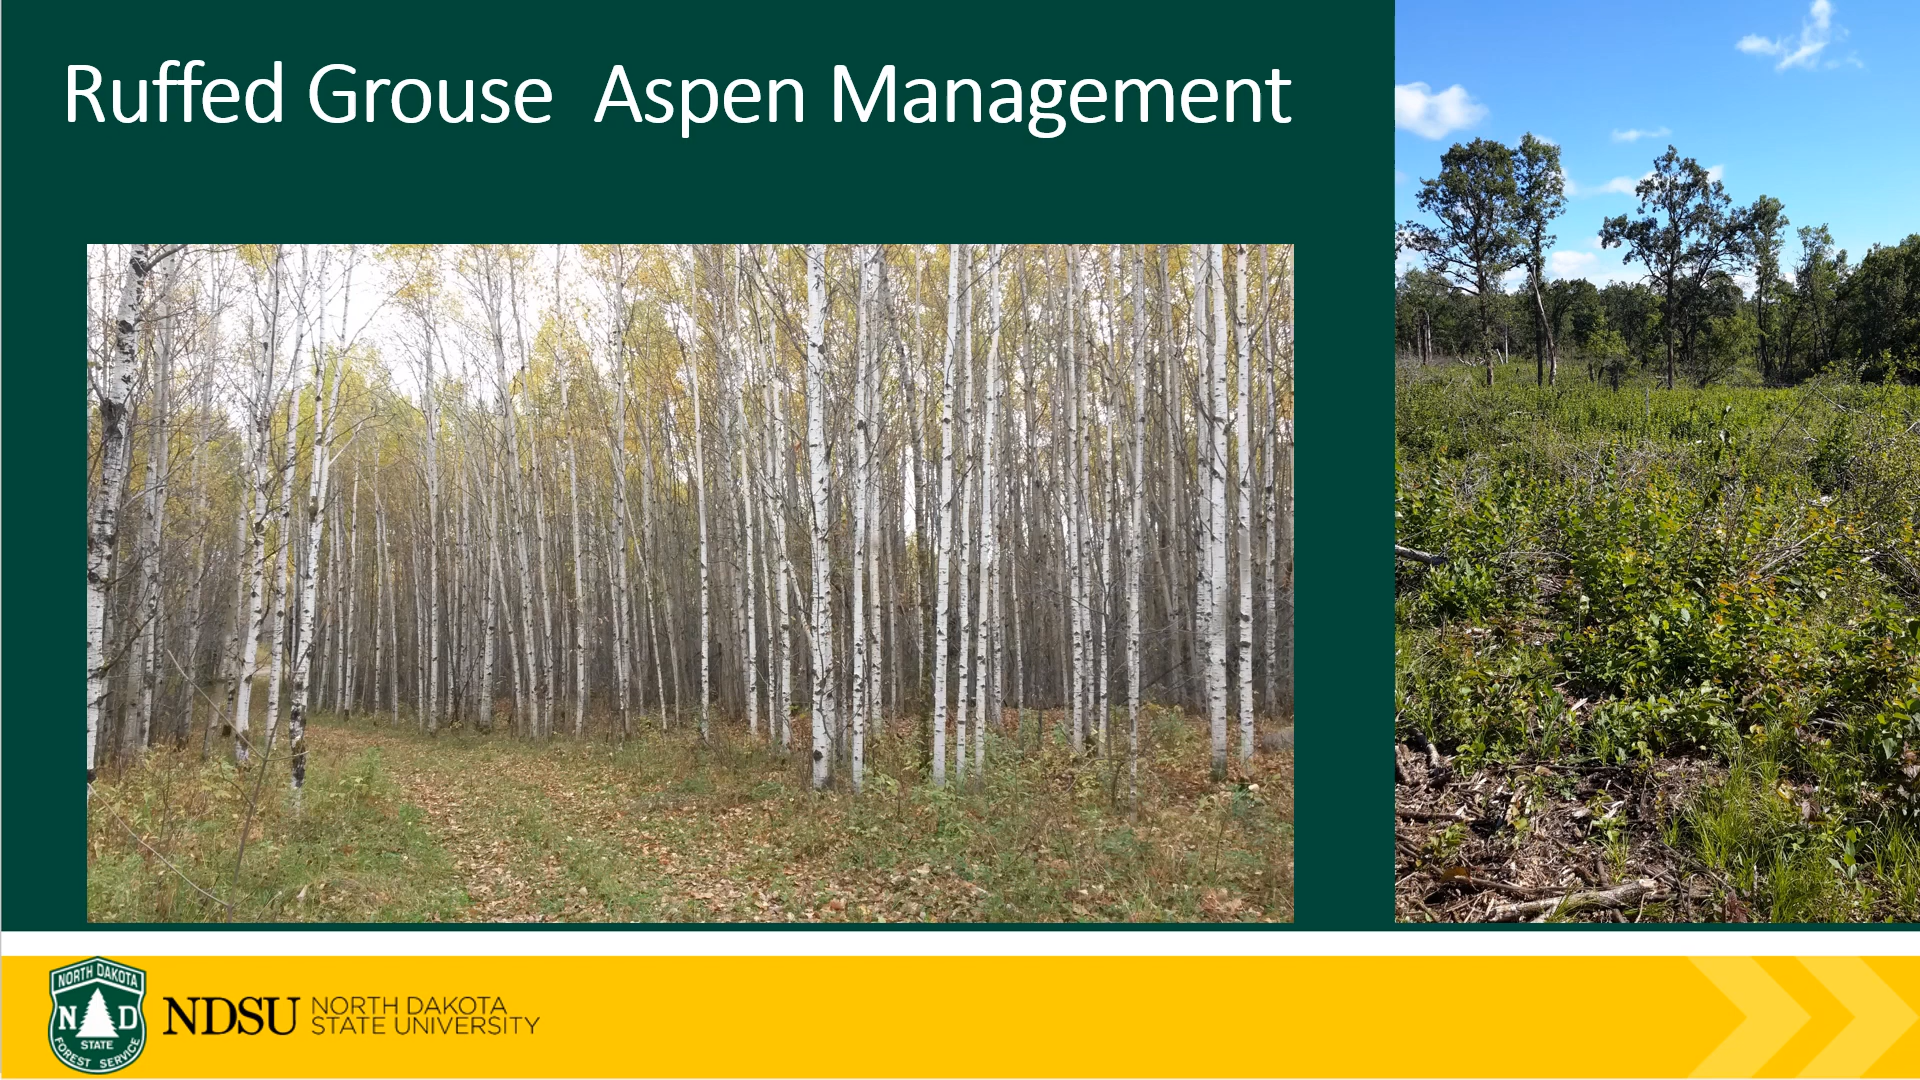 Ruffed Grouse  Aspen Management
NORTH DAKOTA
N D
STATE
FOREST SERVICE
NDSU
NORTH DAKOTA
STATE UNIVERSITY